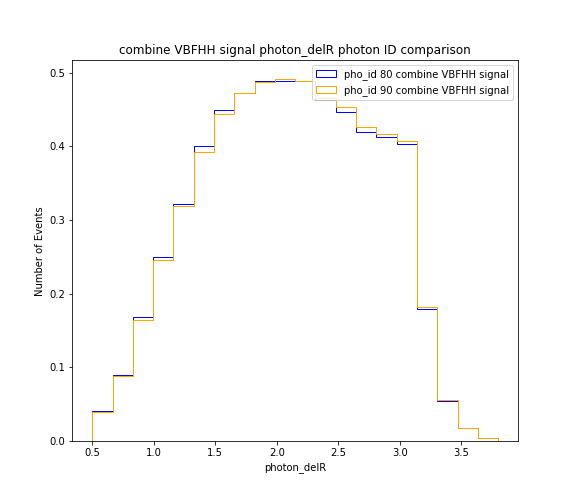 combine VBFHH signal photon_delR photon ID comparison
pho_id 80 combine VBFHH signal
pho_id 90 combine VBFHH signal
Number of Events
0.5
0.4
0.3
0.2
0.1
0.0
0.5 1.0 1.5 2.0 2.5 3.0 3.5
photon_delR